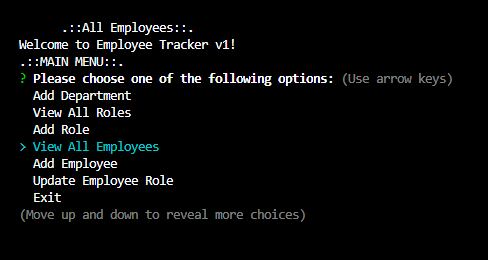 .::All Employees::.
Welcome to Employee Tracker v1!
.::MAIN MENU::.
? Please choose one of the following options: (Use arrow keys)
Add Department
View All Roles
Add Role
> View All Employees
Add Employee
Update Employee Role
Exit
(Move up and down to reveal more choices)